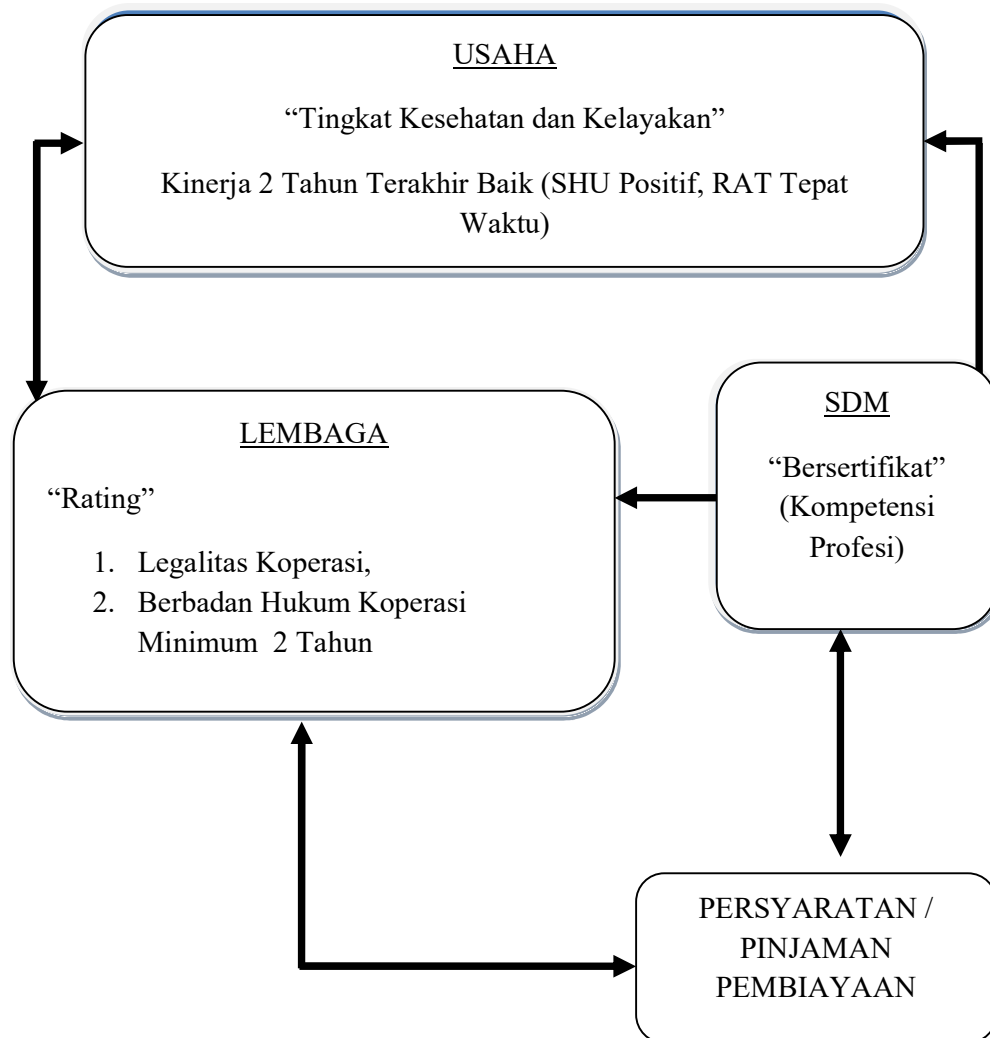 USAHA
“Tingkat Kesehatan dan Kelayakan”
Kinerja 2 Tahun Terakhir Baik (SHU Positif, RAT Tepat
Waktu)
LEMBAGA
“Rating”
1. Legalitas Koperasi,
2. Berbadan Hukum Koperasi
Minimum 2 Tahun
SDM
“Bersertifikat”
(Kompetensi
Profesi)
PERSYARATAN /
PINJAMAN
PEMBIAYAAN